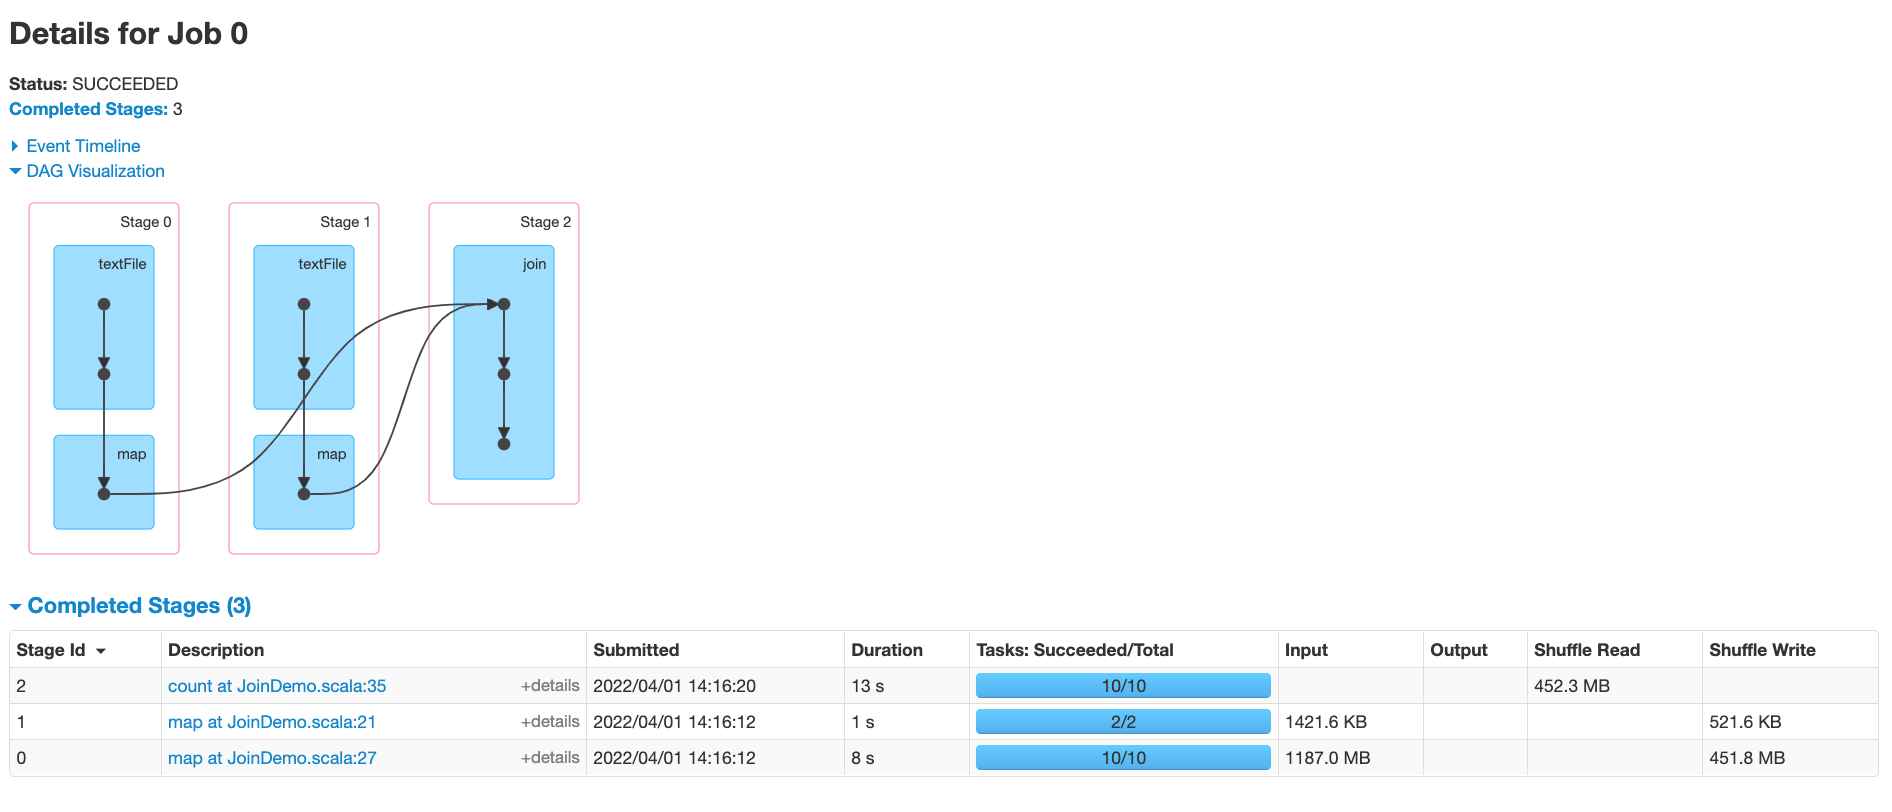 Details for Job 0
Status: SUCCEEDED
Completed Stages: 3
Event Timeline
DAG Visualization
Stage 0
Stage 1
Stage 2
textFile
textFile
join
map
map
Completed Stages (3)
Stage Id Description Submitted Duration Tasks: Succeeded/Total Input Output Shuffle Read Shuffle Write
2 count at JoinDemo.scala:35 +details 2022/04/01 14:16:20 13 s 10/10 452.3 MB
1 map at JoinDemo.scala:21 +details 2022/04/01 14:16:12 1 s 2/2 1421.6 KB 521.6 KB
0 map at JoinDemo.scala:27 +details 2022/04/01 14:16:12 8 s 10/10 1187.0 MB 451.8 MB